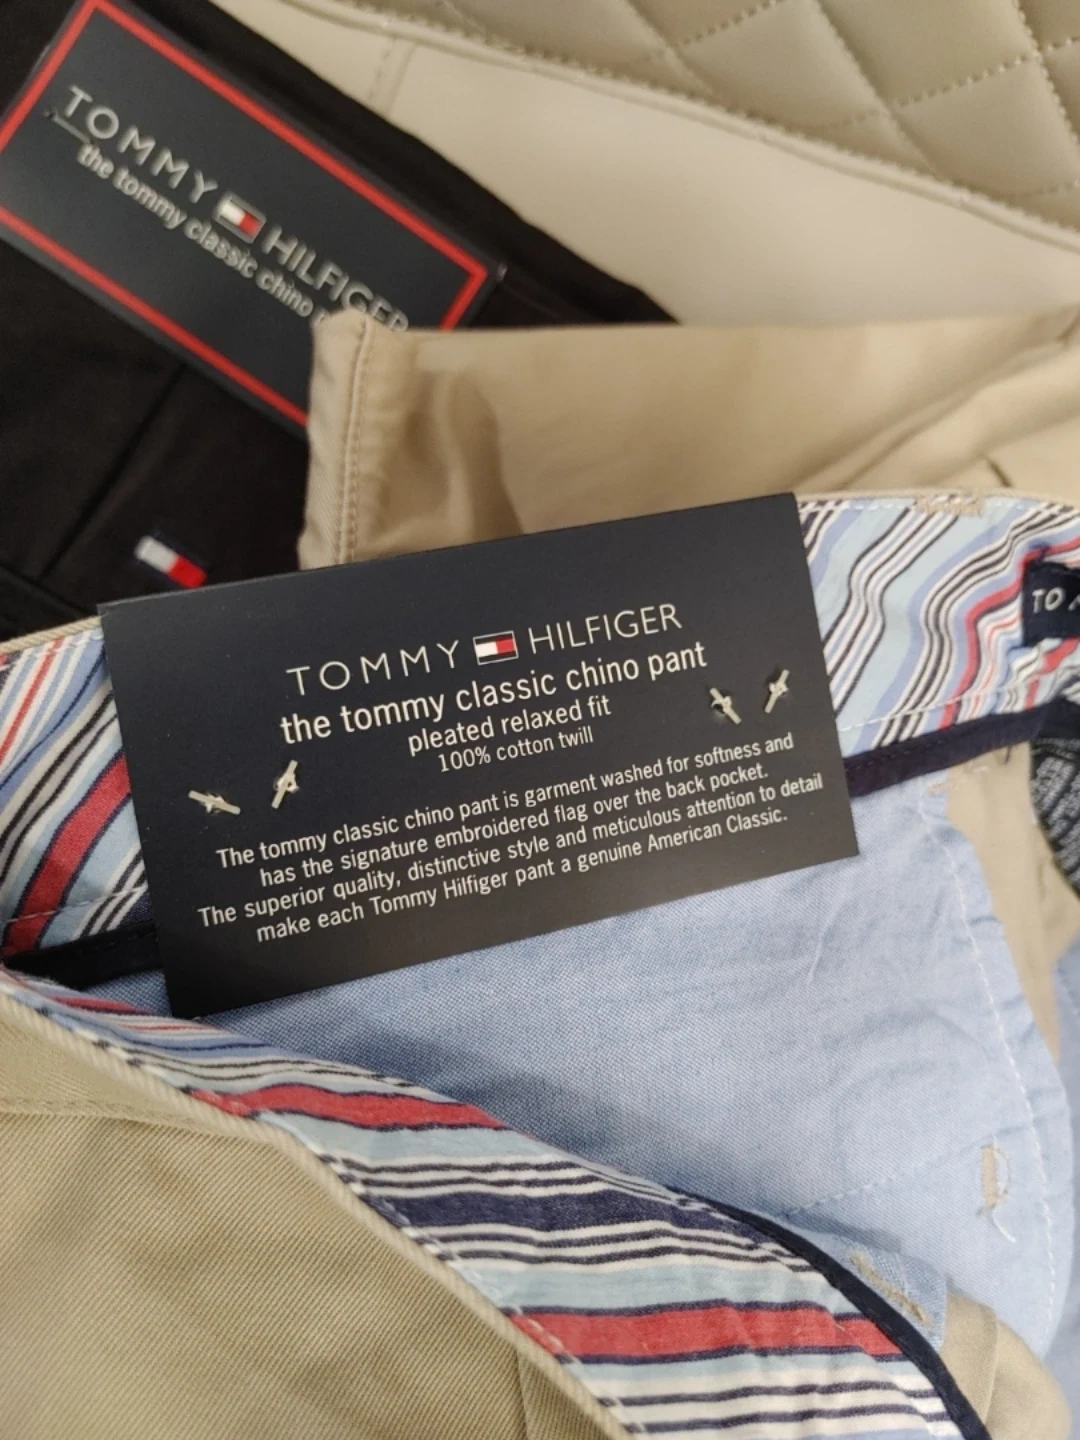 TOMMY HILFIGER
the tommy classic chino
TOMMY HILFIGER
the tommy classic chino pant
pleated relaxed fit
100% cotton twill
The tommy classic chino pant is garment washed for softness and
has the signature embroidered flag over the back pocket.
The superior quality, distinctive style and meticulous attention to detail
make each Tommy Hilfiger pant a genuine American Classic.
TO